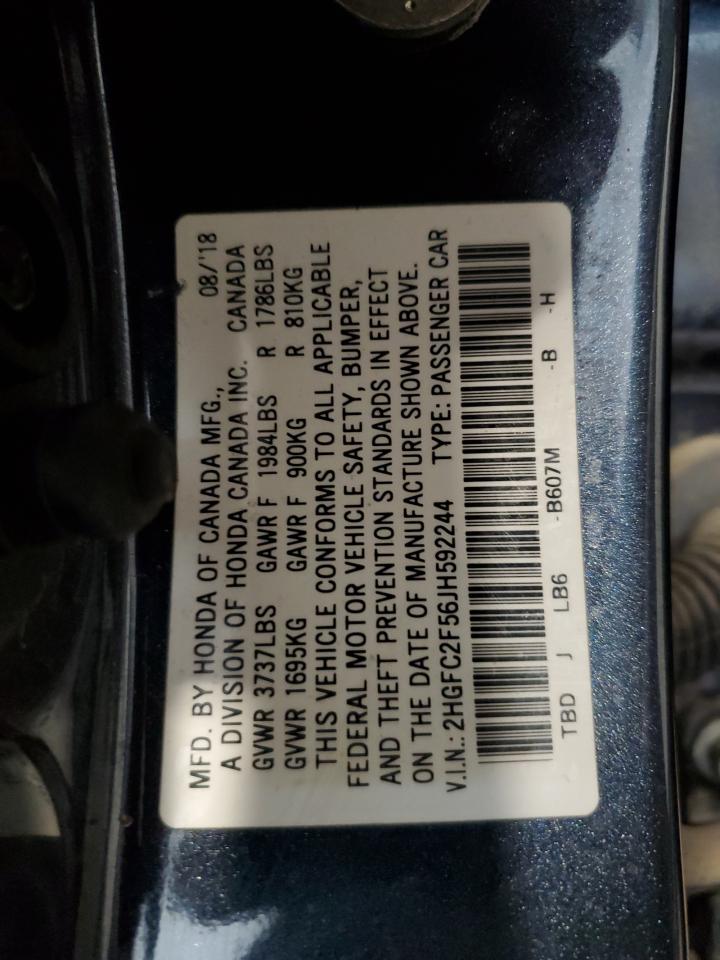 MFD. BY HONDA OF CANADA MFG., 08/'18
A DIVISION OF HONDA CANADA INC. CANADA
GVWR 3737LBS GAWR F 1984LBS R 1786LBS
GVWR 1695KG GAWR F 900KG R 810KG
THIS VEHICLE CONFORMS TO ALL APPLICABLE
FEDERAL MOTOR VEHICLE SAFETY, BUMPER,
AND THEFT PREVENTION STANDARDS IN EFFECT
ON THE DATE OF MANUFACTURE SHOWN ABOVE.
V.I.N.: 2HGFC2F56JH592244 TYPE: PASSENGER CAR
TBD J LB6 -B607M -B -H